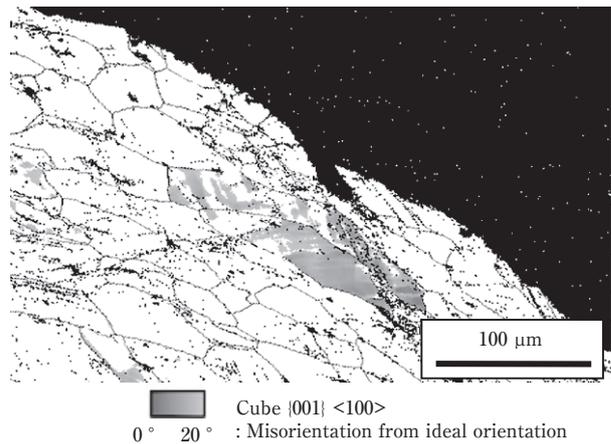 100 μm
Cube {001} <100>
0° 20° : Misorientation from ideal orientation